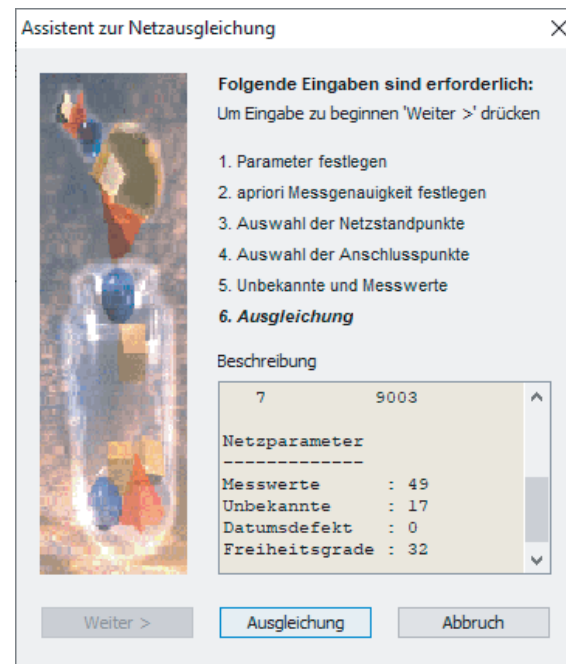 Assistent zur Netzausgleichung
Folgende Eingaben sind erforderlich:
Um Eingabe zu beginnen 'Weiter >' drücken
1. Parameter festlegen
2. apriori Messgenauigkeit festlegen
3. Auswahl der Netzstandpunkte
4. Auswahl der Anschlusspunkte
5. Unbekannte und Messwerte
6. Ausgleichung
Beschreibung
7 9003
Netzparameter
-------------
Messwerte : 49
Unbekannte : 17
Datumsdefekt : 0
Freiheitsgrade : 32
Weiter > Ausgleichung Abbruch